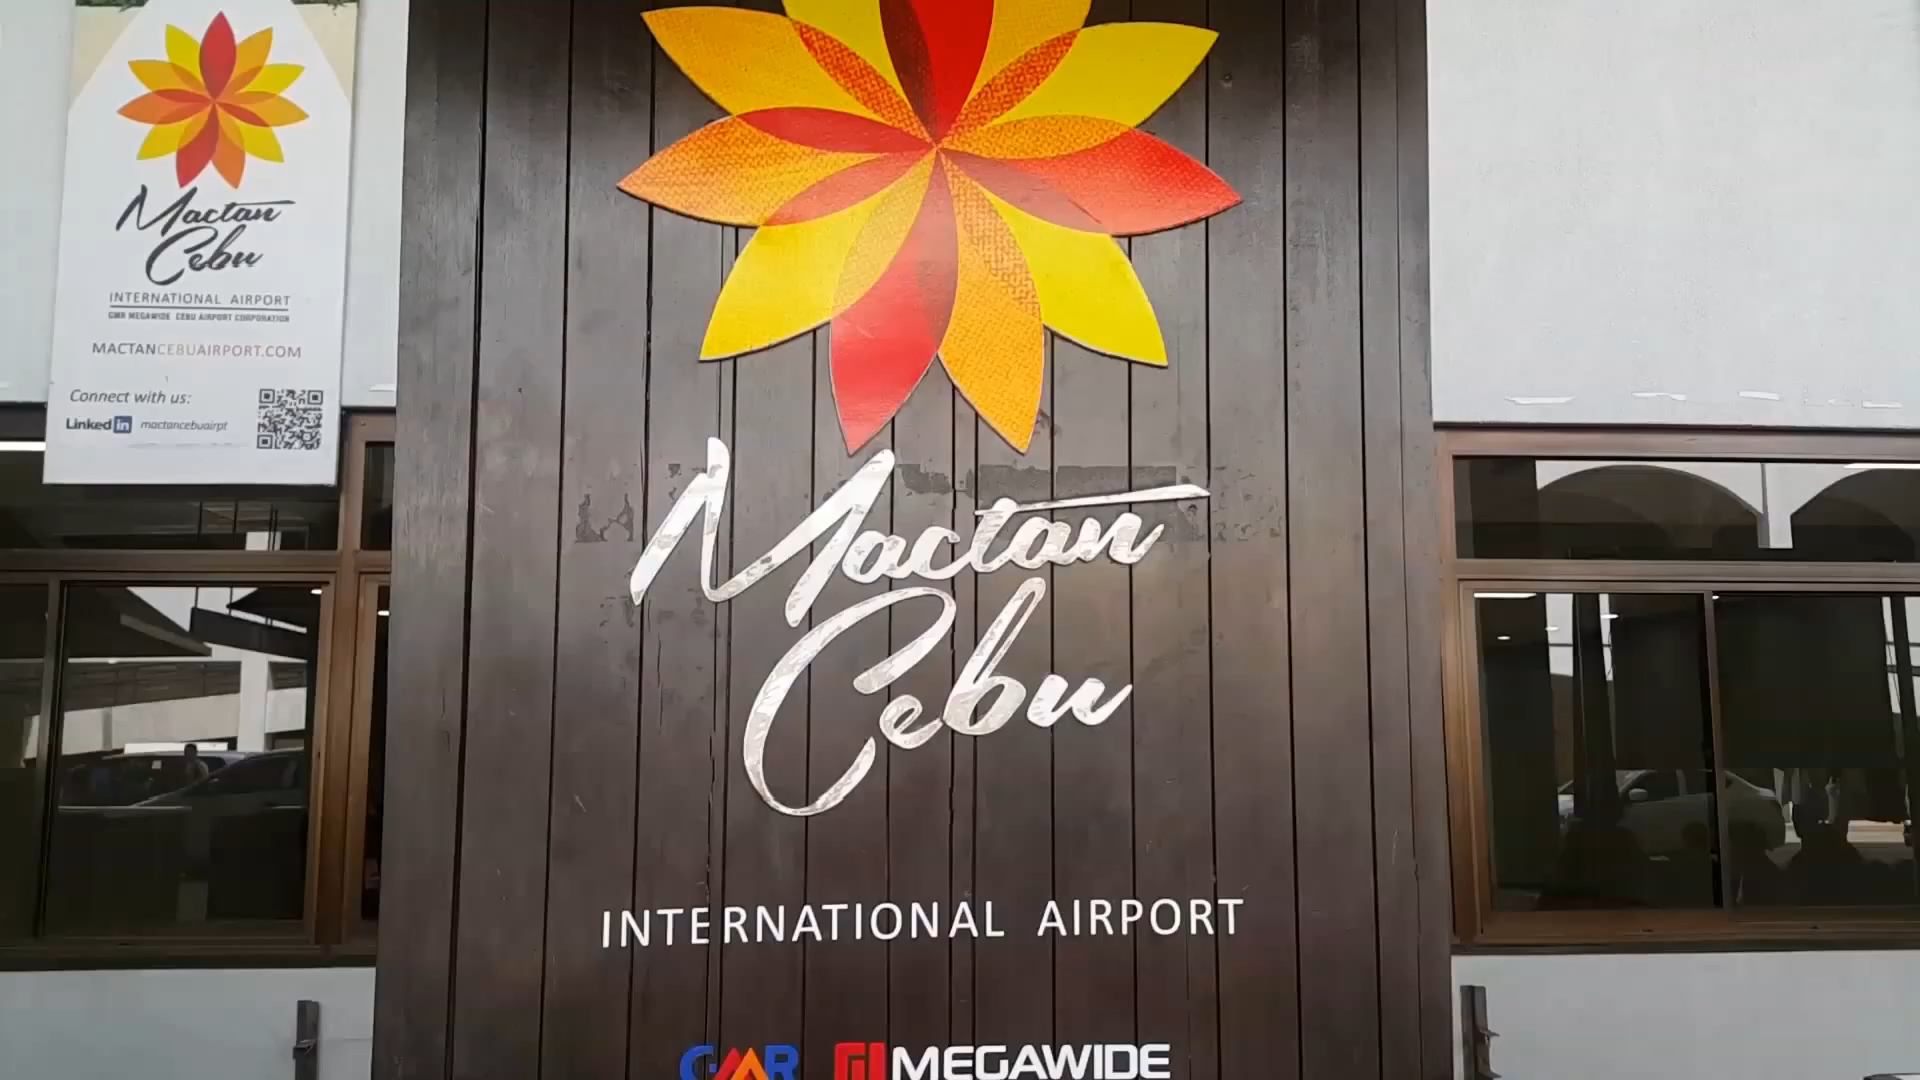 Mactan
Cebu
INTERNATIONAL AIRPORT
GMR MEGAWIDE CEBU AIRPORT CORPORATION
MACTANCEBUAIRPORT.COM
Connect with us:
Linkedin mactancebuairpt
Mactan
Cebu
INTERNATIONAL AIRPORT
GMR MEGAWIDE